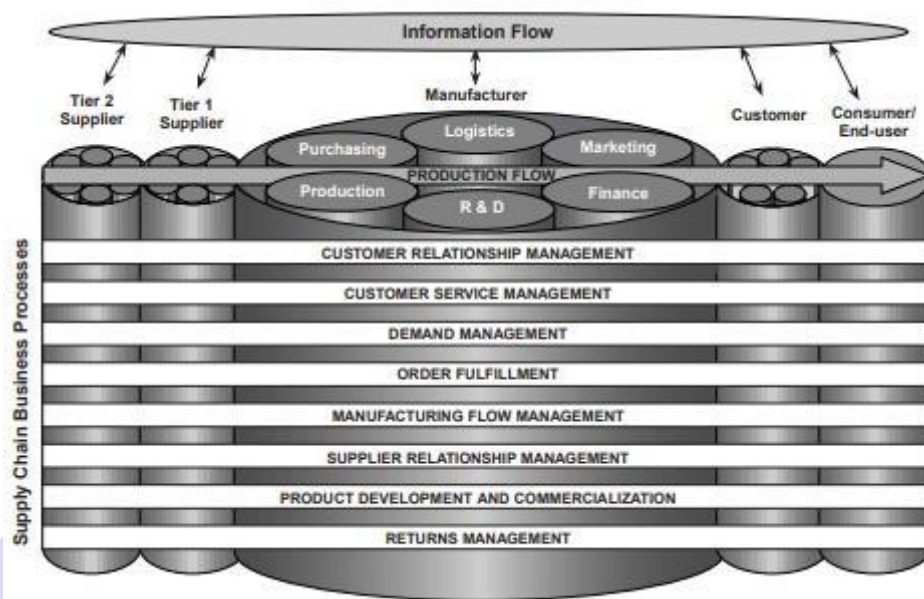 Information Flow
Tier 2
Supplier
Tier 1
Supplier
Manufacturer
Customer
Consumer/
End-user
Logistics
Purchasing
Marketing
PRODUCTION FLOW
Production
R & D
Finance
Supply Chain Business Processes
CUSTOMER RELATIONSHIP MANAGEMENT
CUSTOMER SERVICE MANAGEMENT
DEMAND MANAGEMENT
ORDER FULFILLMENT
MANUFACTURING FLOW MANAGEMENT
SUPPLIER RELATIONSHIP MANAGEMENT
PRODUCT DEVELOPMENT AND COMMERCIALIZATION
RETURNS MANAGEMENT